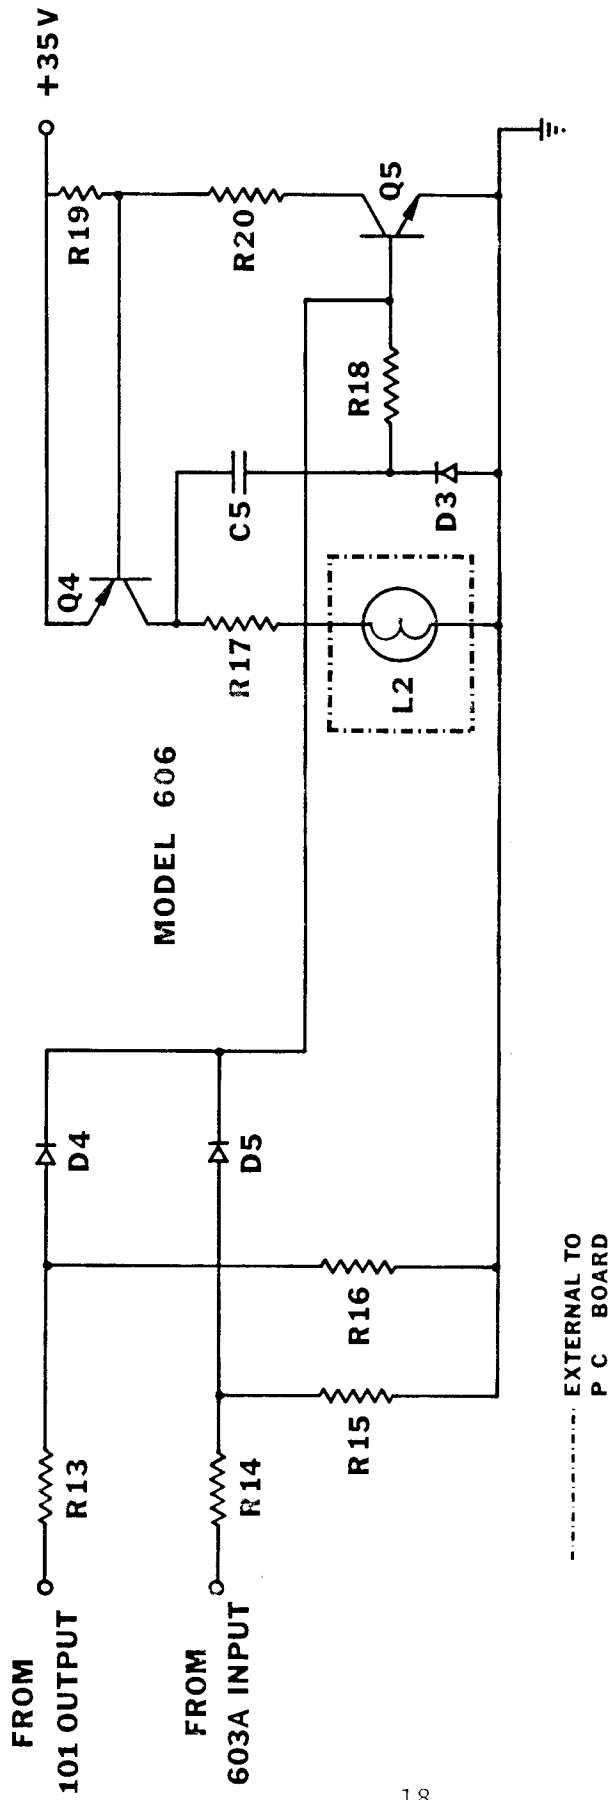 FROM
101 OUTPUT
R13
D4
FROM
603A INPUT
R14
D5
R15
R16
MODEL 606
Q4
R17
L2
C5
D3
R18
R19
R20
Q5
+35V
EXTERNAL TO
PC BOARD
18